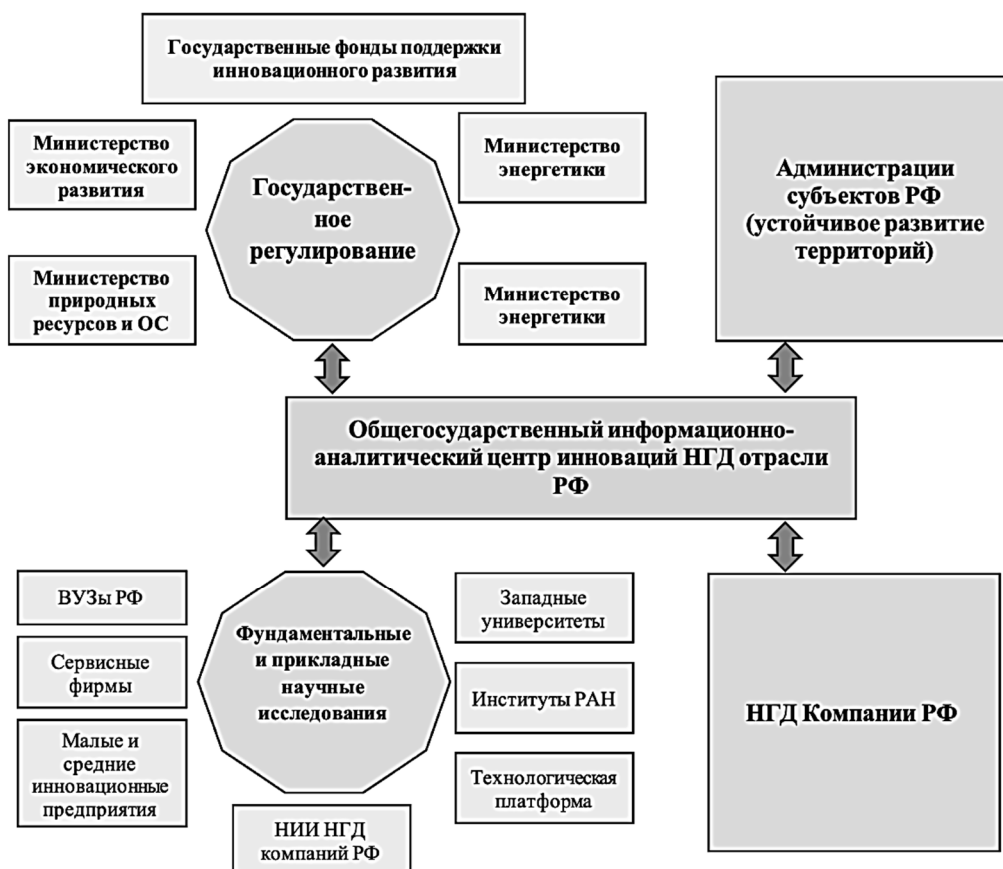 Государственные фонды поддержки
инновационного развития
Министерство
экономического
развития
Государствен-
ное
регулирование
Министерство
энергетики
Министерство
природных
ресурсов и ОС
Министерство
энергетики
Администрации
субъектов РФ
(устойчивое развитие
территорий)
Общегосударственный информационно-
аналитический центр инноваций НГД отрасли
РФ
ВУЗы РФ
Сервисные
фирмы
Малые и
средние
инновационные
предприятия
Фундаментальные
и прикладные
научные
исследования
Западные
университеты
Институты РАН
Технологическая
платформа
НИИ НГД
компаний РФ
НГД Компании РФ